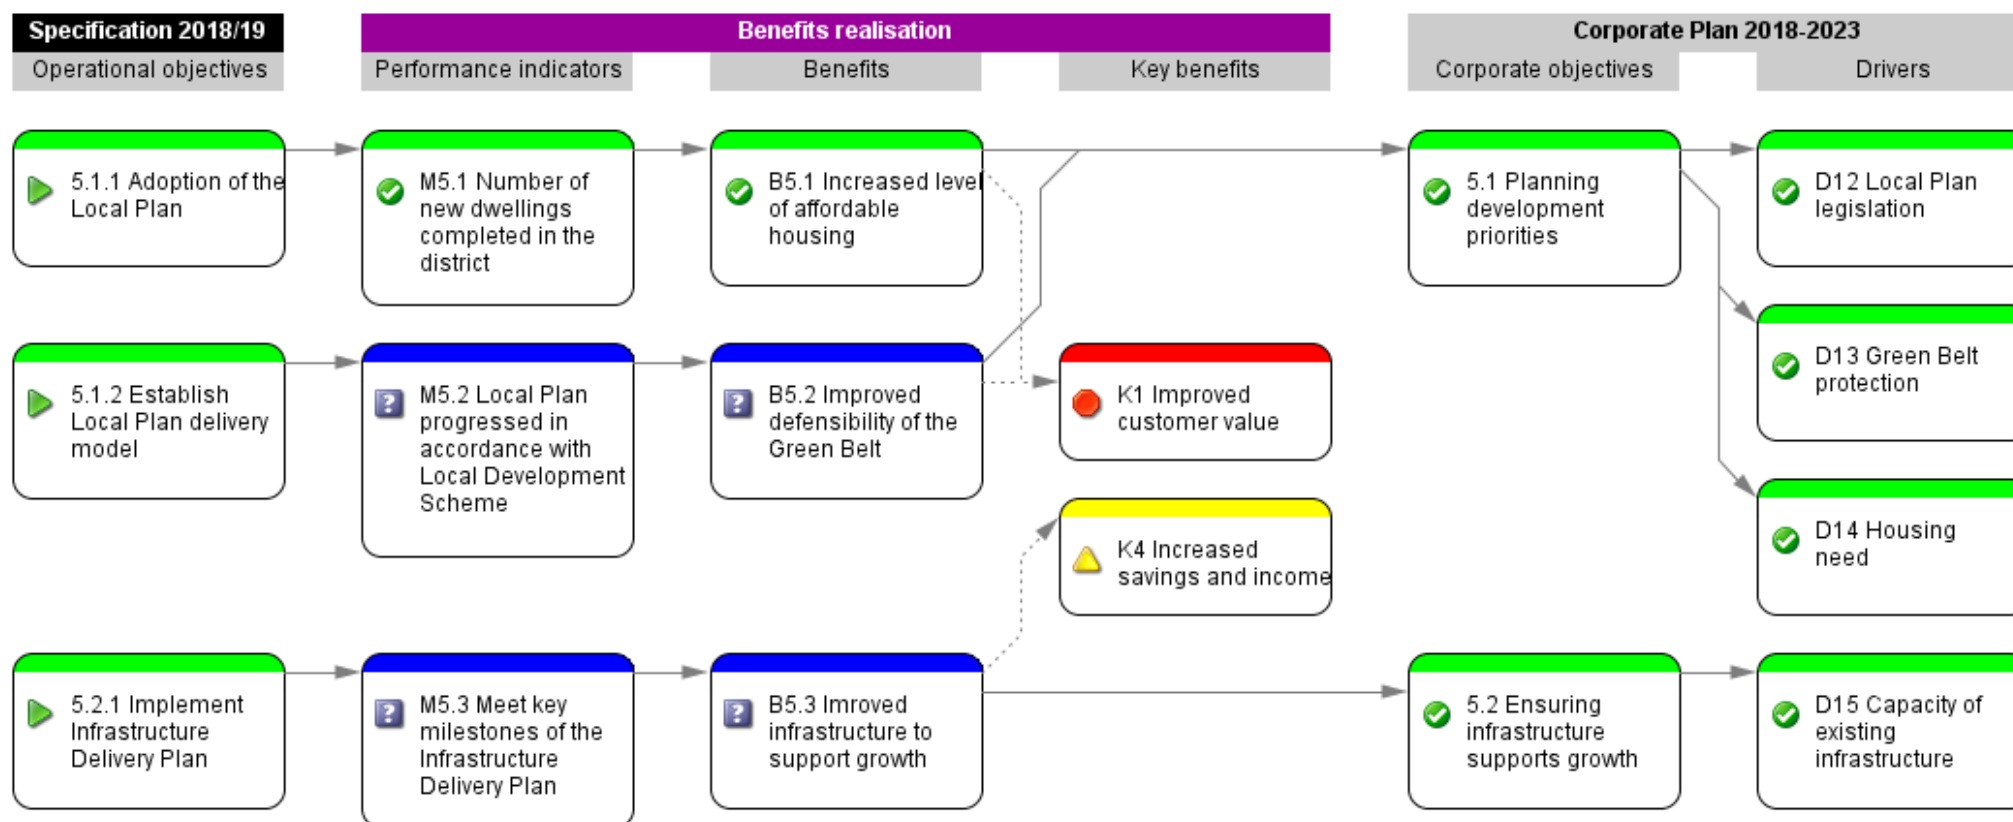 Specification 2018/19
Benefits realisation
Corporate Plan 2018-2023
Operational objectives
Performance indicators
Benefits
Key benefits
Corporate objectives
Drivers
5.1.1 Adoption of the
Local Plan
M5.1 Number of
new dwellings
completed in the
district
B5.1 Increased level
of affordable
housing
5.1 Planning
development
priorities
D12 Local Plan
legislation
D13 Green Belt
protection
5.1.2 Establish
Local Plan delivery
model
M5.2 Local Plan
progressed in
accordance with
Local Development
Scheme
B5.2 Improved
defensibility of the
Green Belt
K1 Improved
customer value
D14 Housing
need
K4 Increased
savings and income
5.2.1 Implement
Infrastructure
Delivery Plan
M5.3 Meet key
milestones of the
Infrastructure
Delivery Plan
B5.3 Imroved
infrastructure to
support growth
5.2 Ensuring
infrastructure
supports growth
D15 Capacity of
existing
infrastructure